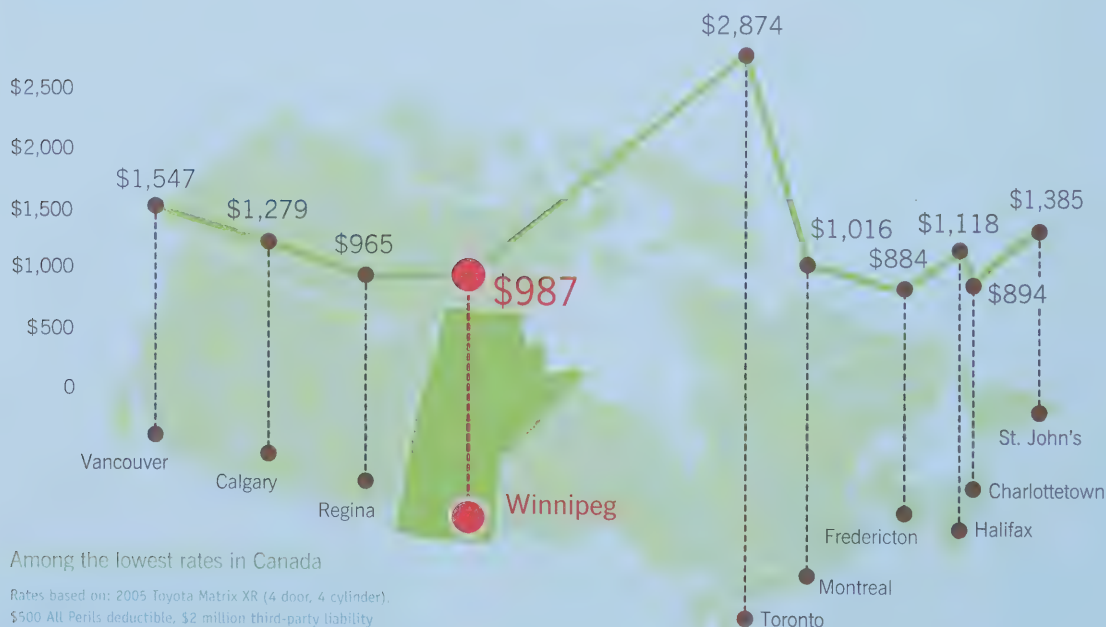 $2,874
$2,500
$2,000
$1,547
$1,500
$1,279
$1,385
$1,118
$1,016
$965
$884
$1,000
$987
$894
$500
0
St. John's
Vancouver
Calgary
Charlottetown
Regina
Winnipeg
Halifax
Fredericton
Among the lowest rates in Canada
Montreal
Rates based on: 2005 Toyota Matrix XR (4 door, 4 cylinder).
$500 All Perils deductible, $2 million third-party liability
Toronto